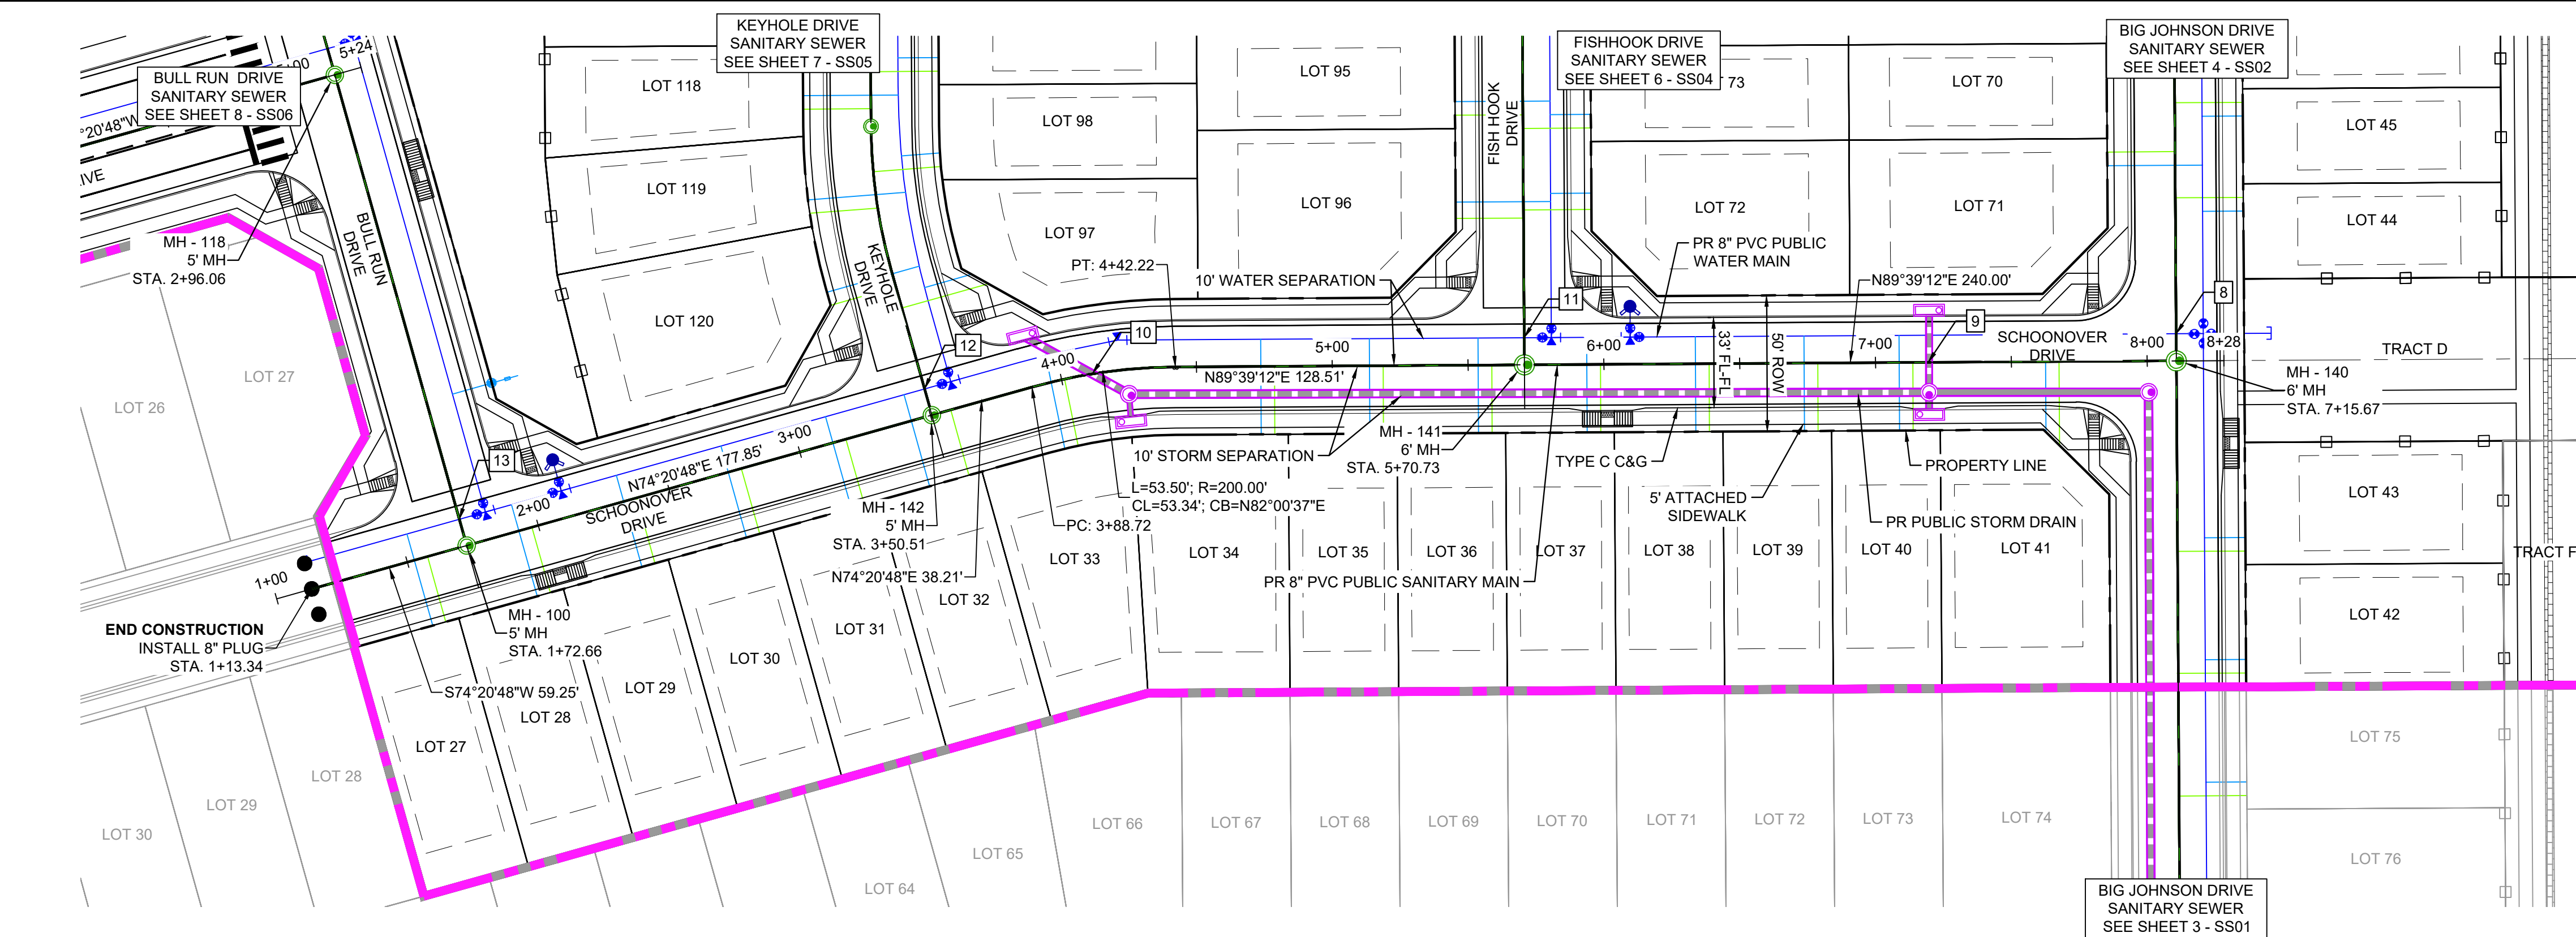 KEYHOLE DRIVE
SANITARY SEWER
SEE SHEET 7 - SS05
FISHHOOK DRIVE
SANITARY SEWER
SEE SHEET 6 - SS04
BIG JOHNSON DRIVE
SANITARY SEWER
SEE SHEET 4 - SS02
BULL RUN  DRIVE
SANITARY SEWER
SEE SHEET 8 - SS06
5+24
°20'48"W
IVE
MH - 118
5' MH
STA. 2+96.06
BULL RUN
DRIVE
LOT 118
LOT 119
LOT 120
KEYHOLE
DRIVE
LOT 98
LOT 97
LOT 95
LOT 96
FISH HOOK
DRIVE
73
LOT 70
LOT 72
LOT 71
LOT 45
LOT 44
PT: 4+42.22
10' WATER SEPARATION
PR 8" PVC PUBLIC
WATER MAIN
N89°39'12"E 240.00'
8
9
10
11
12
13
LOT 27
LOT 26
1+00
2+00
3+00
4+00
5+00
6+00
7+00
8+00
8+28
SCHOONOVER
DRIVE
TRACT D
N89°39'12"E 128.51'
33' FL-FL
50' ROW
MH - 140
6' MH
STA. 7+15.67
N74°20'48"E 177.85'
SCHOONOVER
DRIVE
10' STORM SEPARATION
MH - 141
6' MH
STA. 5+70.73
TYPE C C&G
PROPERTY LINE
L=53.50'; R=200.00'
CL=53.34'; CB=N82°00'37"E
5' ATTACHED
SIDEWALK
PR PUBLIC STORM DRAIN
MH - 142
5' MH
STA. 3+50.51
PC: 3+88.72
N74°20'48"E 38.21'
PR 8" PVC PUBLIC SANITARY MAIN
LOT 33
LOT 34
LOT 35
LOT 36
LOT 37
LOT 38
LOT 39
LOT 40
LOT 41
LOT 43
LOT 42
TRACT F
END CONSTRUCTION
INSTALL 8" PLUG
STA. 1+13.34
MH - 100
5' MH
STA. 1+72.66
S74°20'48"W 59.25'
LOT 32
LOT 31
LOT 30
LOT 29
LOT 28
LOT 27
LOT 28
LOT 29
LOT 30
LOT 64
LOT 65
LOT 66
LOT 67
LOT 68
LOT 69
LOT 70
LOT 71
LOT 72
LOT 73
LOT 74
LOT 75
LOT 76
BIG JOHNSON DRIVE
SANITARY SEWER
SEE SHEET 3 - SS01